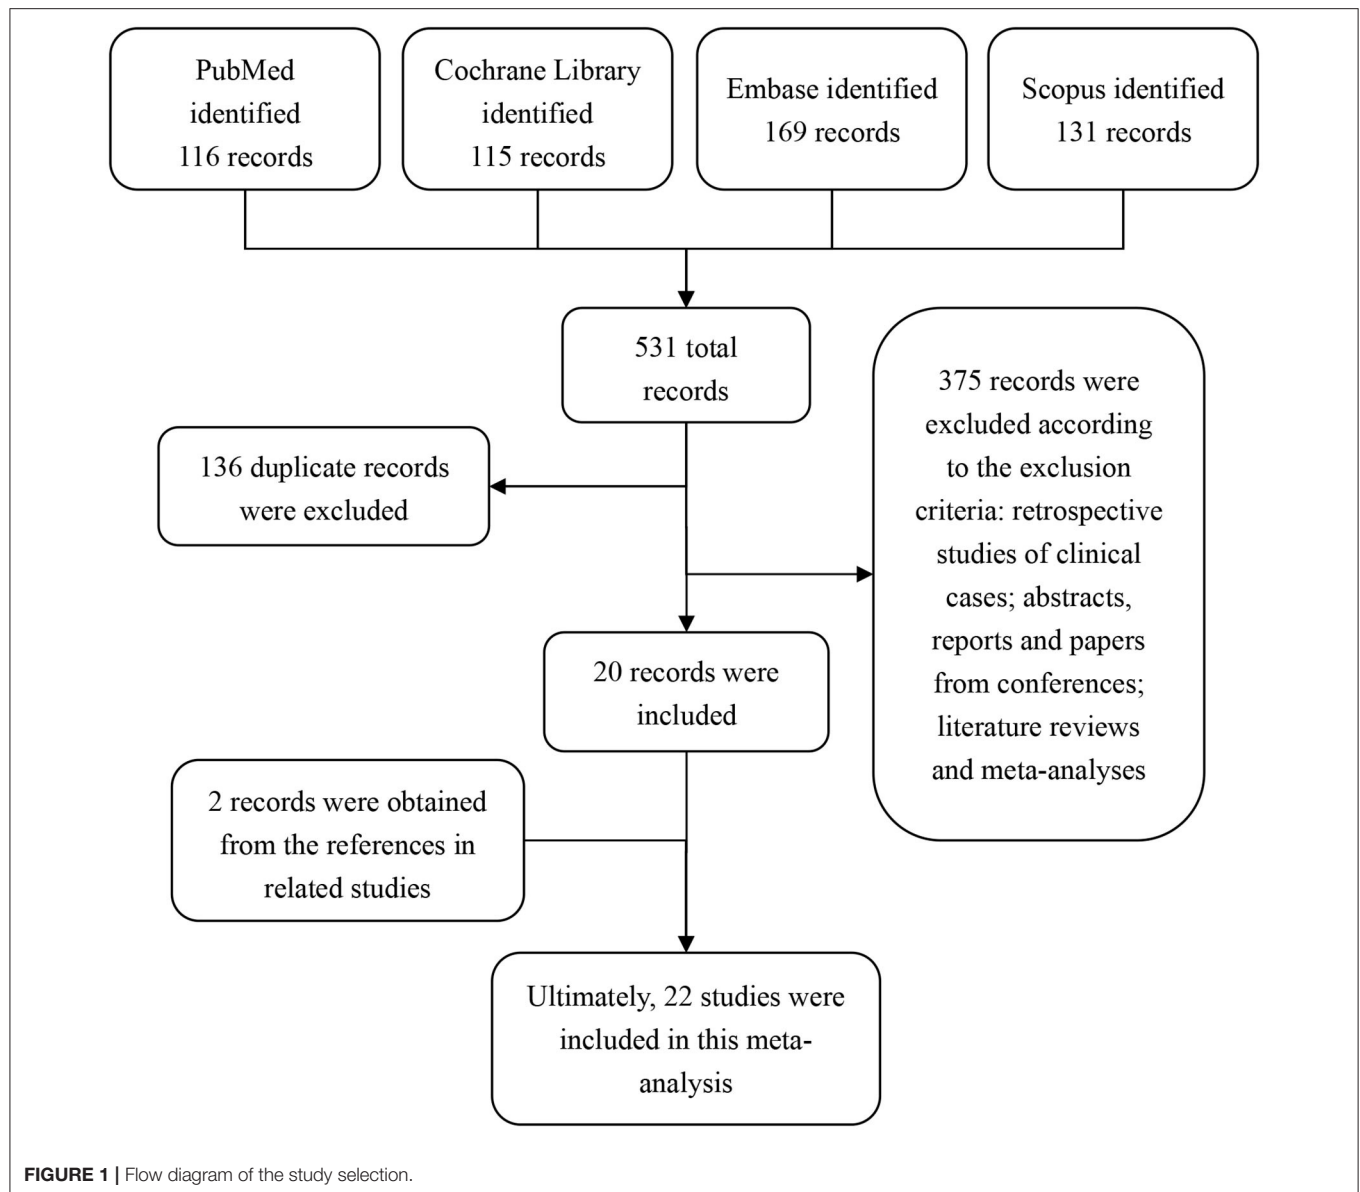 PubMed
identified
116 records
Cochrane Library
identified
115 records
Embase identified
169 records
Scopus identified
131 records
531 total
records
136 duplicate records
were excluded
375 records were
excluded according
to the exclusion
criteria: retrospective
studies of clinical
cases; abstracts,
reports and papers
from conferences;
literature reviews
and meta-analyses
20 records were
included
2 records were obtained
from the references in
related studies
Ultimately, 22 studies were
included in this meta-
analysis
FIGURE 1 | Flow diagram of the study selection.